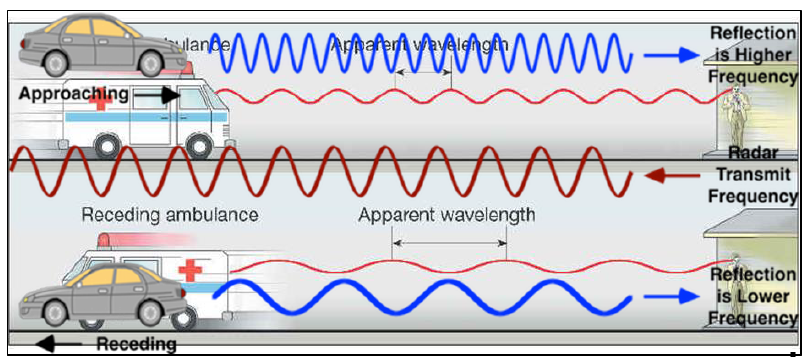 Reflection
is Higher
Frequency
ambulance
Apparent wavelength
Approaching
Radar
Transmit
Frequency
Receding ambulance
Apparent wavelength
Reflection
is Lower
Frequency
Receding